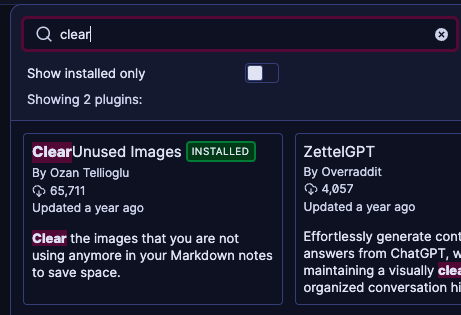 clear
Show installed only
Showing 2 plugins:
Clear Unused Images INSTALLED
By Ozan Tellioglu
65,711
Updated a year ago
Clear the images that you are not
using anymore in your Markdown notes
to save space.
ZettelGPT
By Overraddit
4,057
Updated a year ago
Effortlessly generate cont
answers from ChatGPT, w
maintaining a visually clea
organized conversation hi